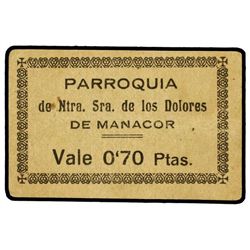 PARROQUIA
de Ntra. Sra. de los Dolores
DE MANACOR
Vale 0'70 Ptas.